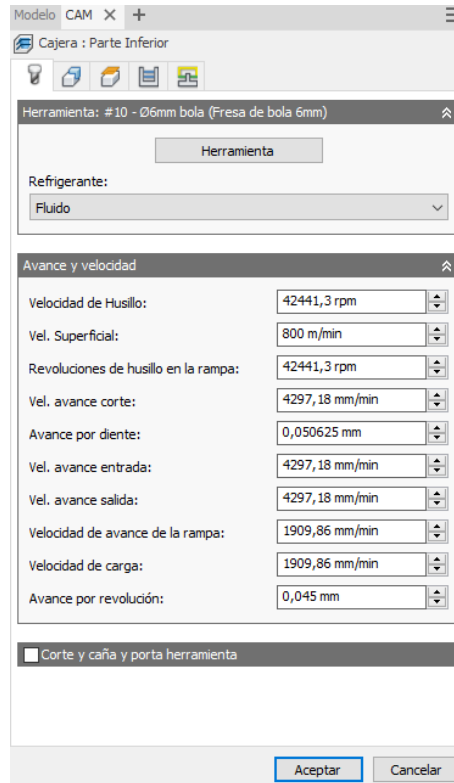 Modelo CAM
Cajera : Parte Inferior
Herramienta: #10 - Ø6mm bola (Fresa de bola 6mm)
Herramienta
Refrigerante:
Fluido
Avance y velocidad
Velocidad de Husillo: 42441,3 rpm
Vel. Superficial: 800 m/min
Revoluciones de husillo en la rampa: 42441,3 rpm
Vel. avance corte: 4297,18 mm/min
Avance por diente: 0,050625 mm
Vel. avance entrada: 4297,18 mm/min
Vel. avance salida: 4297,18 mm/min
Velocidad de avance de la rampa: 1909,86 mm/min
Velocidad de carga: 1909,86 mm/min
Avance por revolución: 0,045 mm
Corte y caña y porta herramienta
Aceptar Cancelar